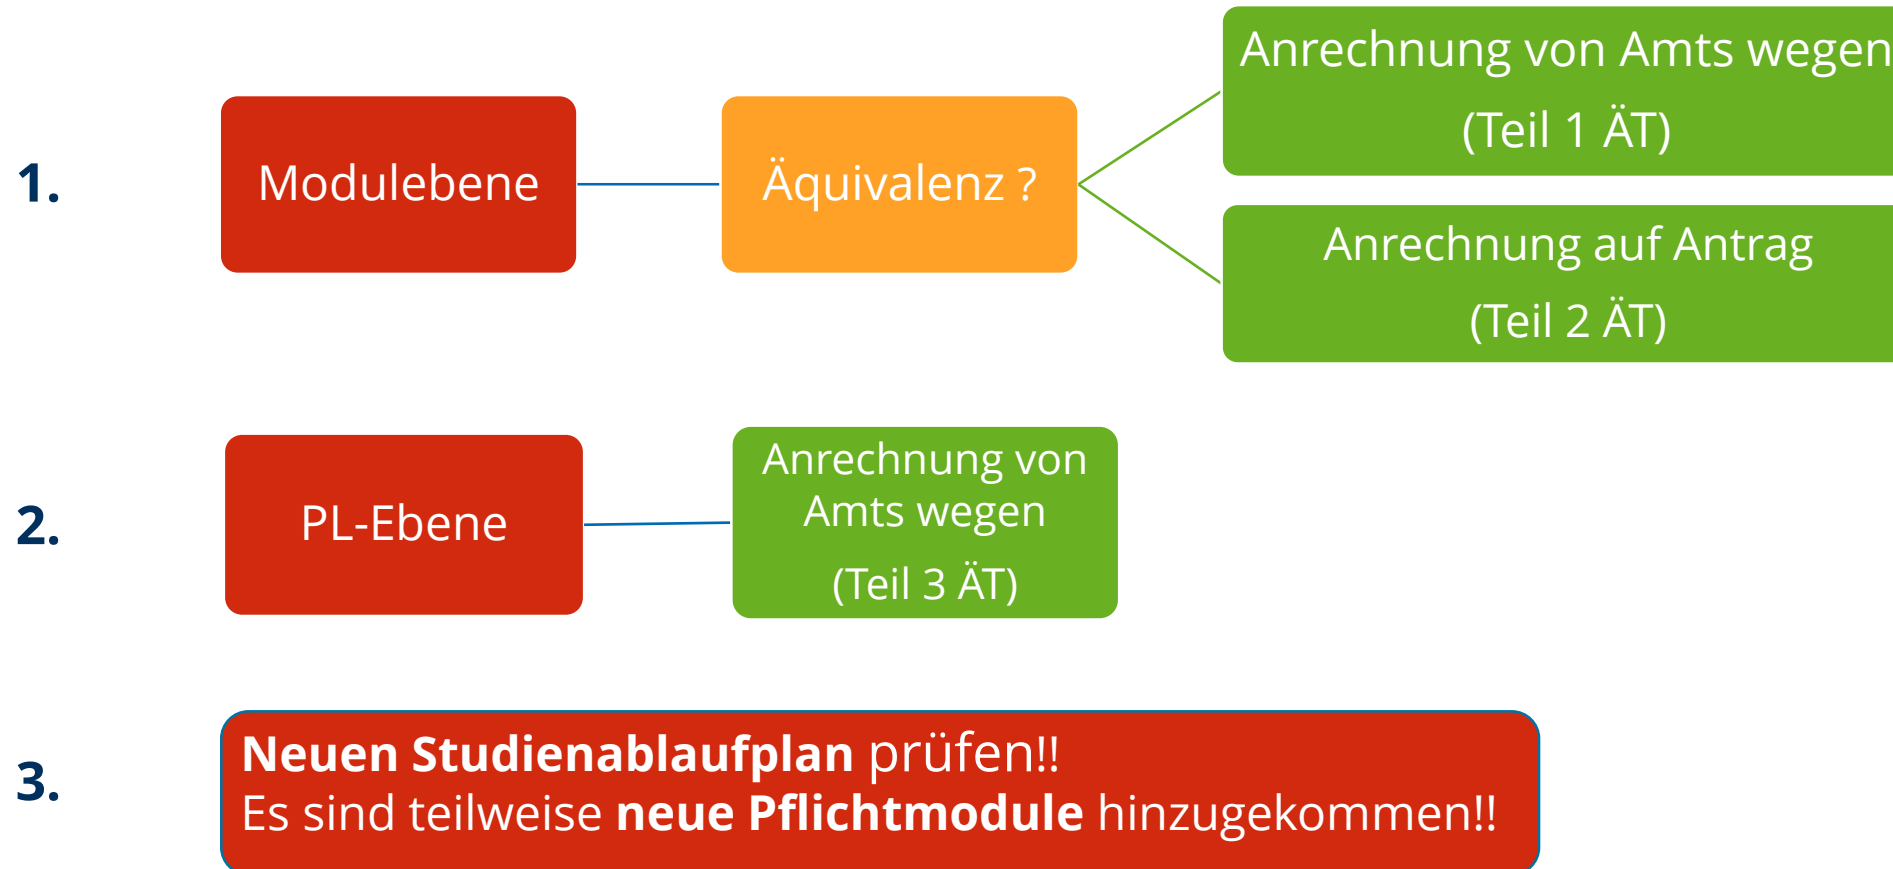 1.
Modulebene
Äquivalenz ?
Anrechnung von Amts wegen
(Teil 1 ÄT)
Anrechnung auf Antrag
(Teil 2 ÄT)
2.
PL-Ebene
Anrechnung von
Amts wegen
(Teil 3 ÄT)
3.
Neuen Studienablaufplan prüfen!!
Es sind teilweise neue Pflichtmodule hinzugekommen!!